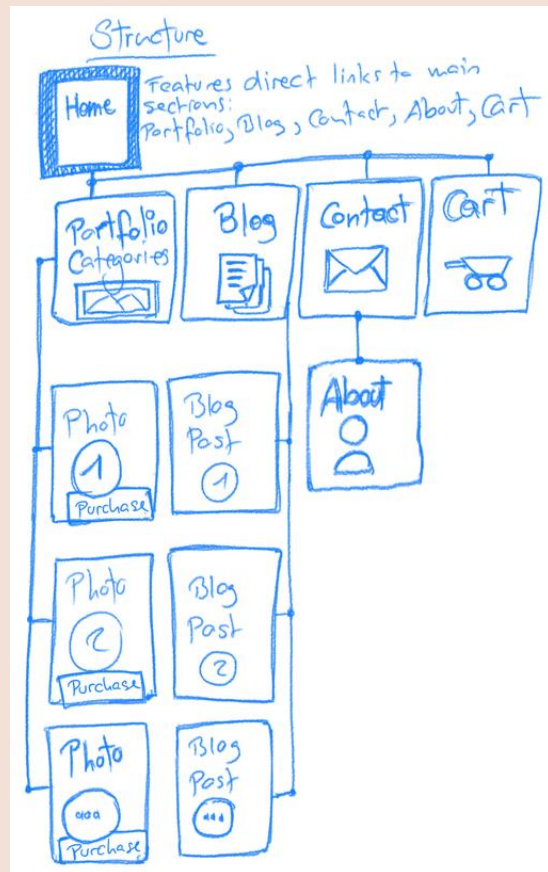 Structure
Home
Features direct links to main
sections:
Portfolio, Blog, Contact, About, Cart
Portfolio
Categories
Blog
Contact
Cart
Photo
1
Purchase
Blog
Post
1
About
Photo
2
Purchase
Blog
Post
2
Photo
...
Purchase
Blog
Post
...